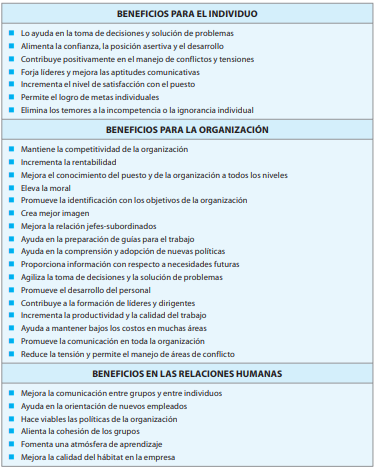 BENEFICIOS PARA EL INDIVIDUO
■ Lo ayuda en la toma de decisiones y solución de problemas
■ Alimenta la confianza, la posición asertiva y el desarrollo
■ Contribuye positivamente en el manejo de conflictos y tensiones
■ Forja líderes y mejora las aptitudes comunicativas
■ Incrementa el nivel de satisfacción con el puesto
■ Permite el logro de metas individuales
■ Elimina los temores a la incompetencia o la ignorancia individual
BENEFICIOS PARA LA ORGANIZACIÓN
■ Mantiene la competitividad de la organización
■ Incrementa la rentabilidad
■ Mejora el conocimiento del puesto y de la organización a todos los niveles
■ Eleva la moral
■ Promueve la identificación con los objetivos de la organización
■ Crea mejor imagen
■ Mejora la relación jefes-subordinados
■ Ayuda en la preparación de guías para el trabajo
■ Ayuda en la comprensión y adopción de nuevas políticas
■ Proporciona información con respecto a necesidades futuras
■ Agiliza la toma de decisiones y la solución de problemas
■ Promueve el desarrollo del personal
■ Contribuye a la formación de líderes y dirigentes
■ Incrementa la productividad y la calidad del trabajo
■ Ayuda a mantener bajos los costos en muchas áreas
■ Promueve la comunicación en toda la organización
■ Reduce la tensión y permite el manejo de áreas de conflicto
BENEFICIOS EN LAS RELACIONES HUMANAS
■ Mejora la comunicación entre grupos y entre individuos
■ Ayuda en la orientación de nuevos empleados
■ Hace viables las políticas de la organización
■ Alienta la cohesión de los grupos
■ Fomenta una atmósfera de aprendizaje
■ Mejora la calidad del hábitat en la empresa